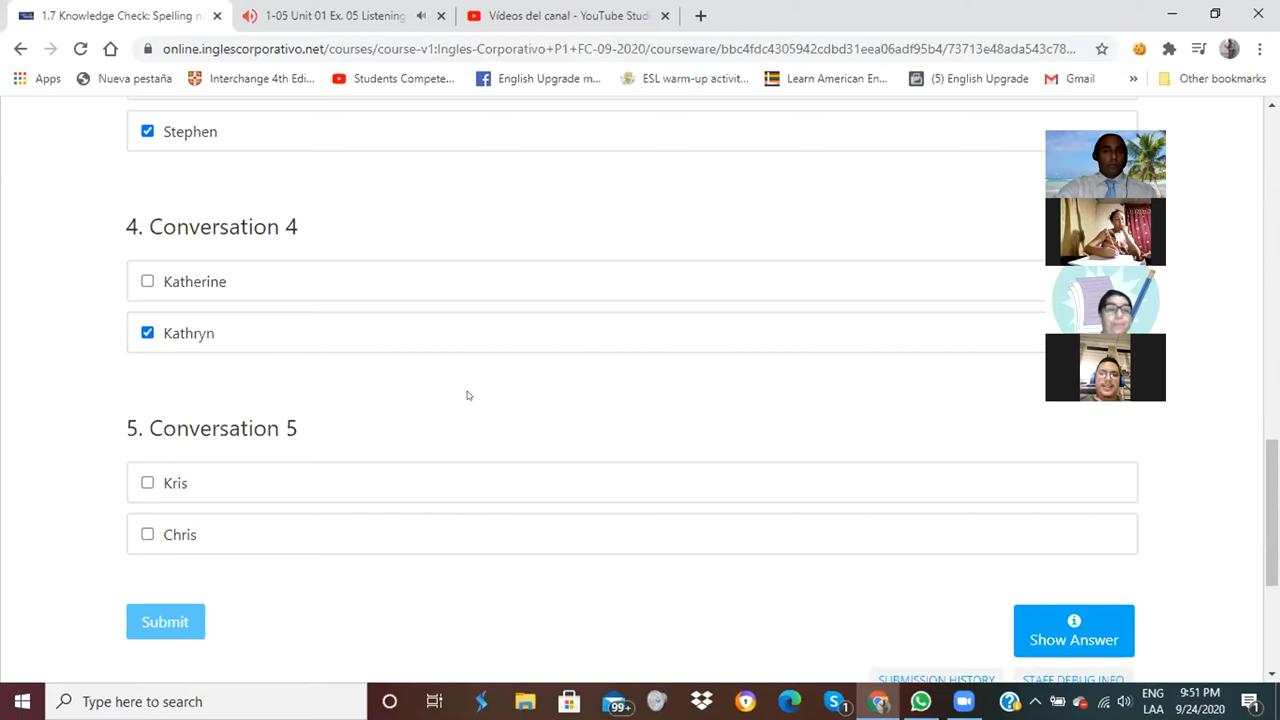 1.7 Knowledge Check: Spelling n
1-05 Unit 01 Ex. 05 Listening
Vídeos del canal - YouTube Stud
online.inglescorporativo.net/courses/course-v1:Ingles-Corporativo+P1+FC-09-2020/courseware/bbc4fdc4305942cdbd31eea06adf95b4/73713e48ada543c78...
Apps
Nueva pestaña
Interchange 4th Edi...
Students Compete...
English Upgrade m...
ESL warm-up activit...
Learn American En...
(5) English Upgrade
Gmail
»
Other bookmarks
Stephen
4. Conversation 4
Katherine
Kathryn
5. Conversation 5
Kris
Chris
Submit
Show Answer
SUBMISSION HISTORY
STAFF DEBUG INFO
Type here to search
99+
1
ENG
LAA
9:51 PM
9/24/2020
1